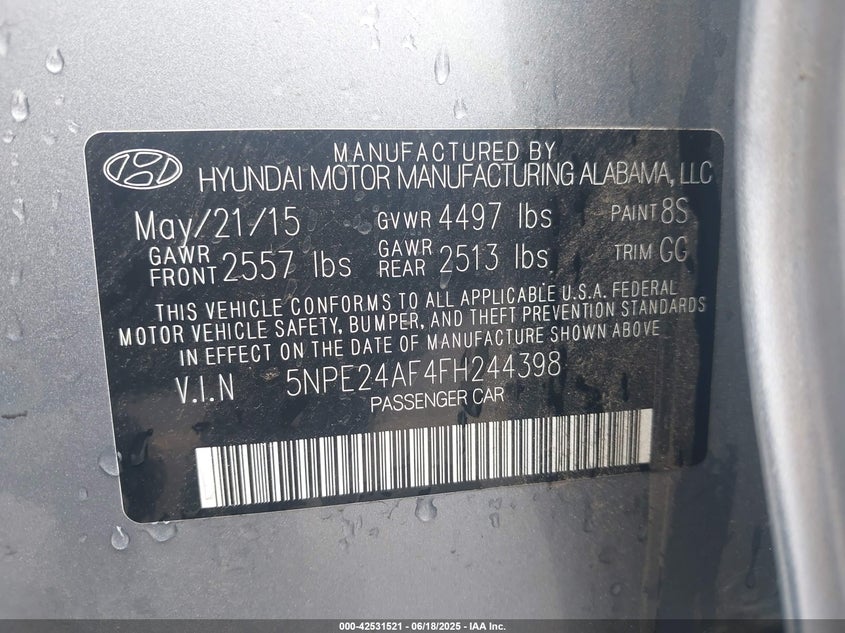 MANUFACTURED BY
HYUNDAI MOTOR MANUFACTURING ALABAMA, LLC
May/21/15 GVWR 4497 lbs PAINT 8S
GAWR FRONT 2557 lbs GAWR REAR 2513 lbs TRIM GG
THIS VEHICLE CONFORMS TO ALL APPLICABLE U.S.A. FEDERAL
MOTOR VEHICLE SAFETY, BUMPER, AND THEFT PREVENTION STANDARDS
IN EFFECT ON THE DATE OF MANUFACTURE SHOWN ABOVE
V.I.N 5NPE24AF4FH244398
PASSENGER CAR
000-42531521 - 06/18/2025 - IAA Inc.